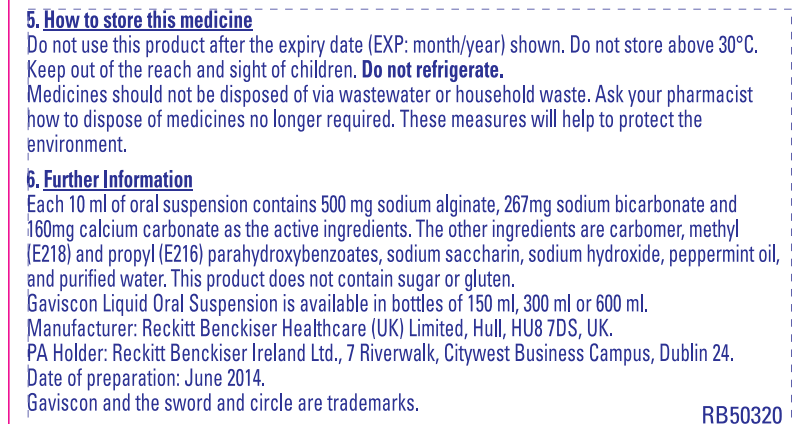 5. How to store this medicine
Do not use this product after the expiry date (EXP: month/year) shown. Do not store above 30°C.
Keep out of the reach and sight of children. Do not refrigerate.
Medicines should not be disposed of via wastewater or household waste. Ask your pharmacist
how to dispose of medicines no longer required. These measures will help to protect the
environment.
6. Further Information
Each 10 ml of oral suspension contains 500 mg sodium alginate, 267mg sodium bicarbonate and
160mg calcium carbonate as the active ingredients. The other ingredients are carbomer, methyl
(E218) and propyl (E216) parahydroxybenzoates, sodium saccharin, sodium hydroxide, peppermint oil,
and purified water. This product does not contain sugar or gluten.
Gaviscon Liquid Oral Suspension is available in bottles of 150 ml, 300 ml or 600 ml.
Manufacturer: Reckitt Benckiser Healthcare (UK) Limited, Hull, HU8 7DS, UK.
PA Holder: Reckitt Benckiser Ireland Ltd., 7 Riverwalk, Citywest Business Campus, Dublin 24.
Date of preparation: June 2014.
Gaviscon and the sword and circle are trademarks.
RB50320